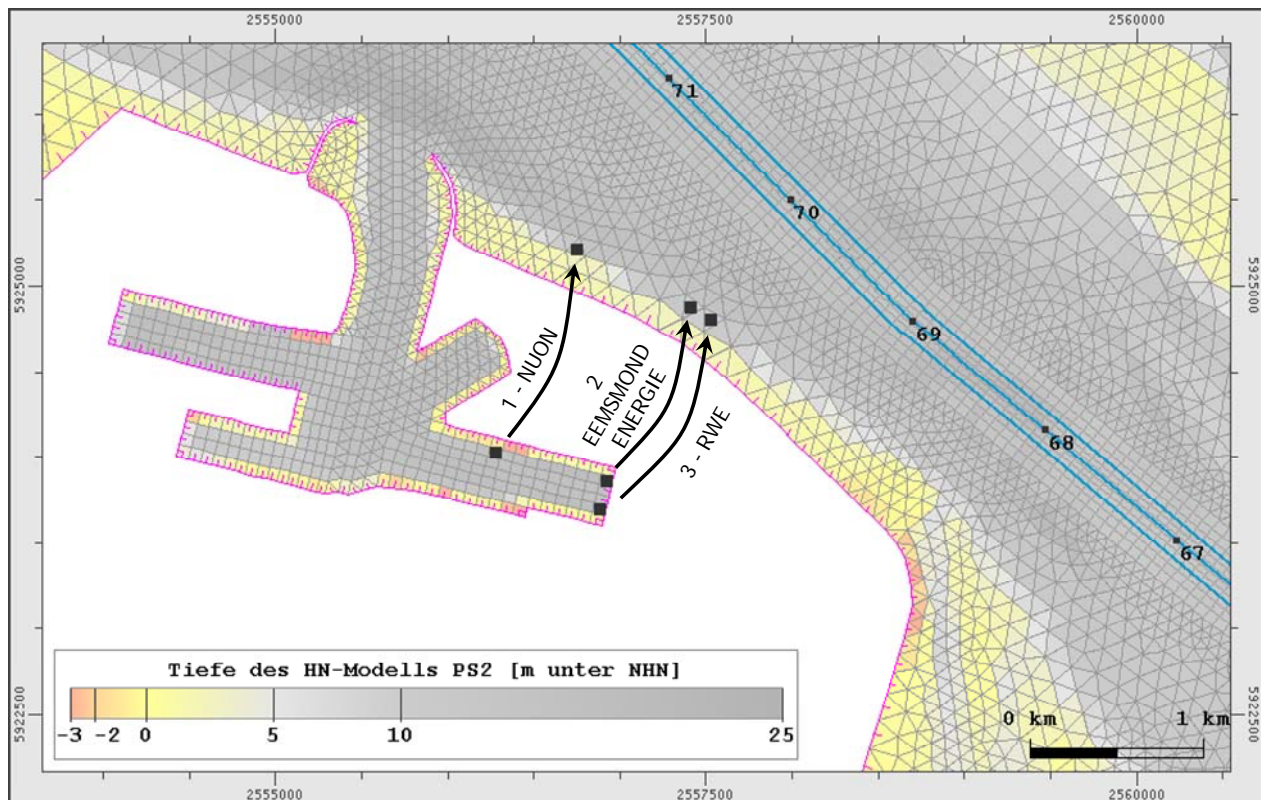 2555000
2557500
2560000
5925000
5925000
71
70
69
68
67
1 - NUON
2
EEMSMOND
ENERGIE
3 - RWE
Tiefe des HN-Modells PS2 [m unter NHN]
-3 -2 0 5 10 25
0 km 1 km
5922500
5922500
2555000
2557500
2560000